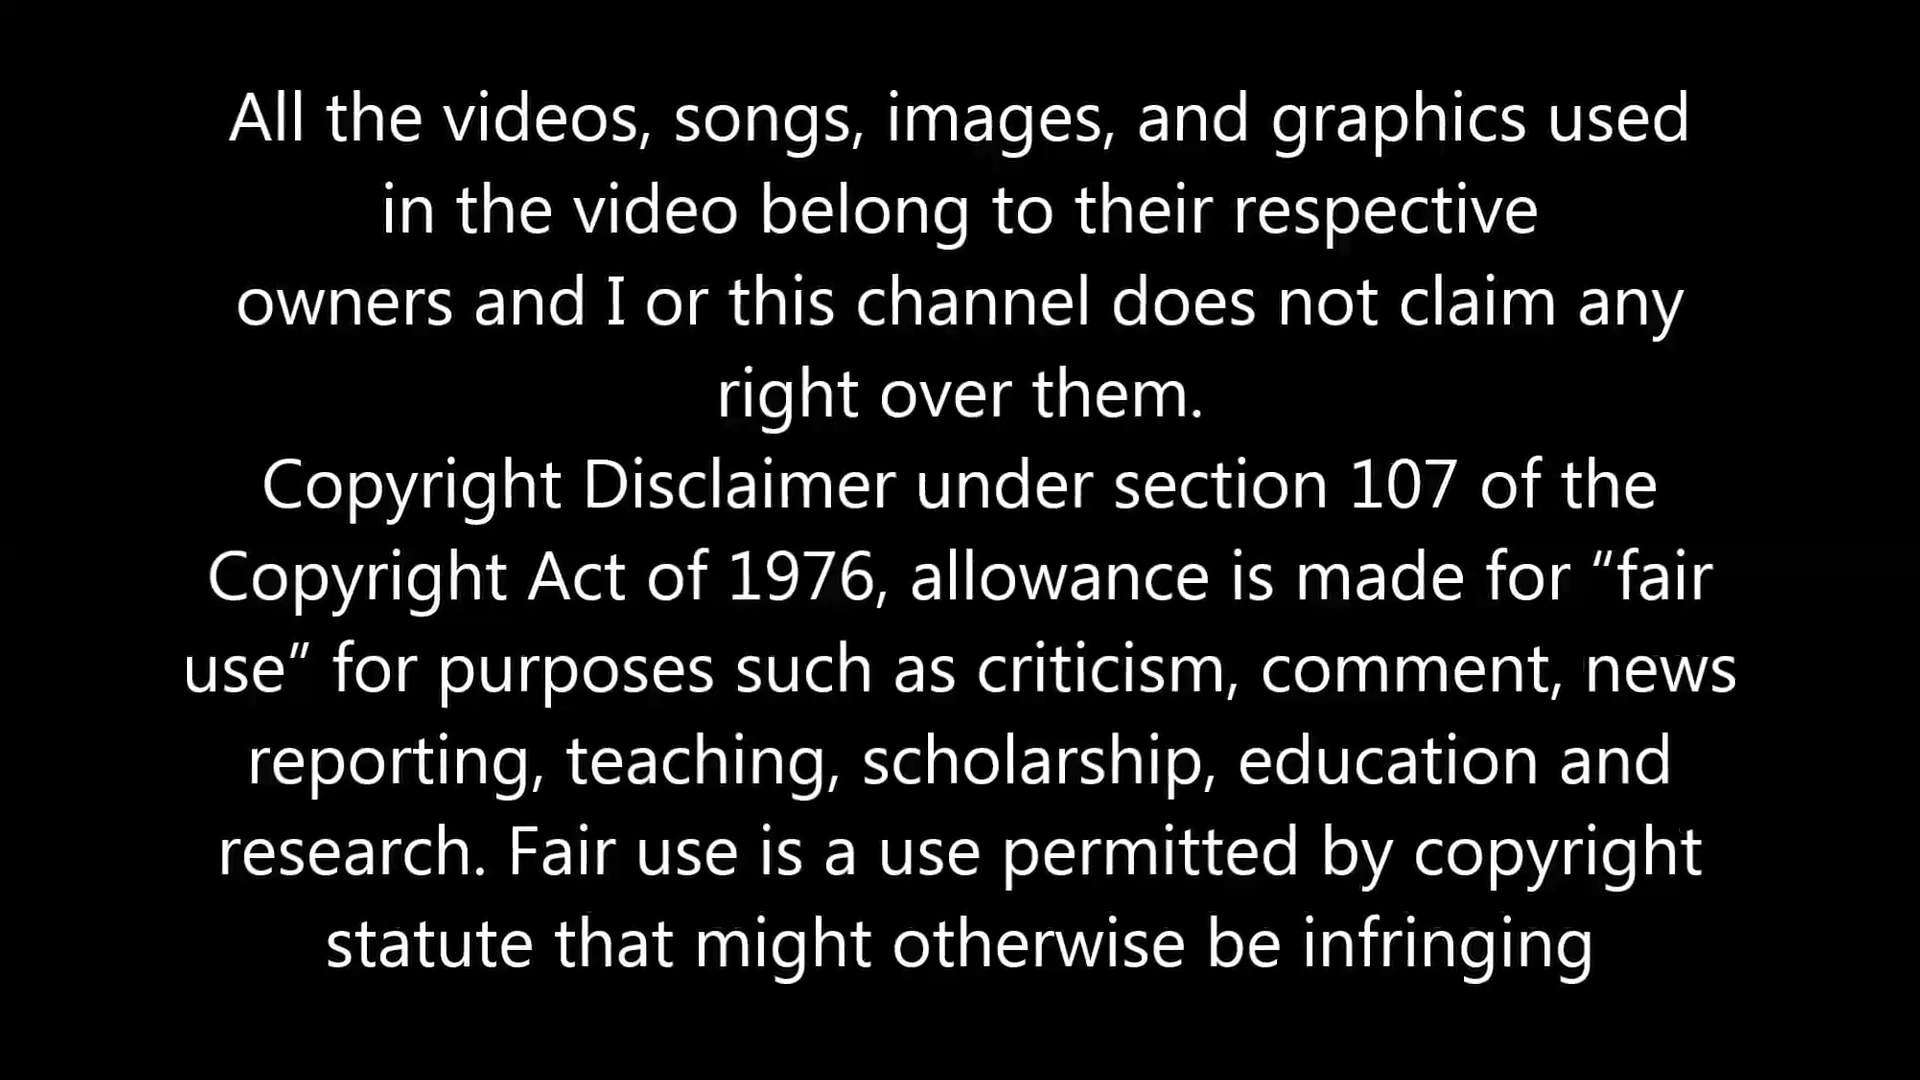 All the videos, songs, images, and graphics used
in the video belong to their respective
owners and I or this channel does not claim any
right over them.
Copyright Disclaimer under section 107 of the
Copyright Act of 1976, allowance is made for “fair
use” for purposes such as criticism, comment, news
reporting, teaching, scholarship, education and
research. Fair use is a use permitted by copyright
statute that might otherwise be infringing